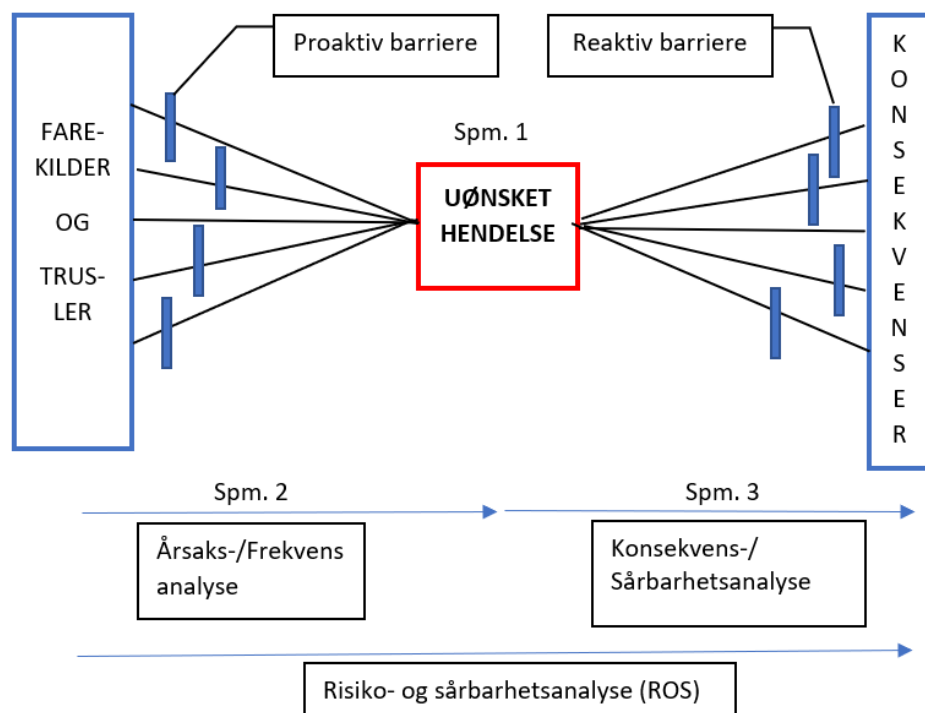 Proaktiv barriere
Reaktiv barriere
FARE-
KILDER
OG
TRUS-
LER
Spm. 1
UØNSKET
HENDELSE
K
O
N
S
E
K
V
E
N
S
E
R
Spm. 2
Spm. 3
Årsaks-/Frekvens
analyse
Konsekvens-/
Sårbarhetsanalyse
Risiko- og sårbarhetsanalyse (ROS)